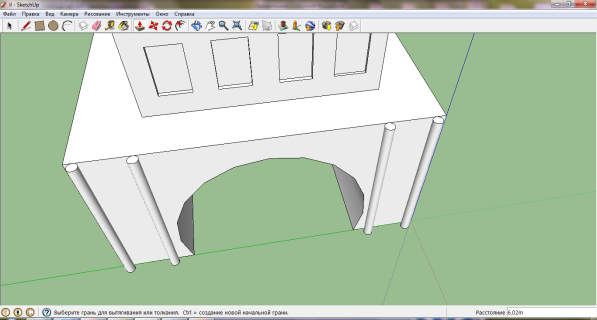 II - SketchUp
Файл Правка Вид Камера Рисование Инструменты Окно Справка
Выберите грань для вытягивания или толкания. Ctrl = создание новой начальной грани.
Расстояние 6,02m